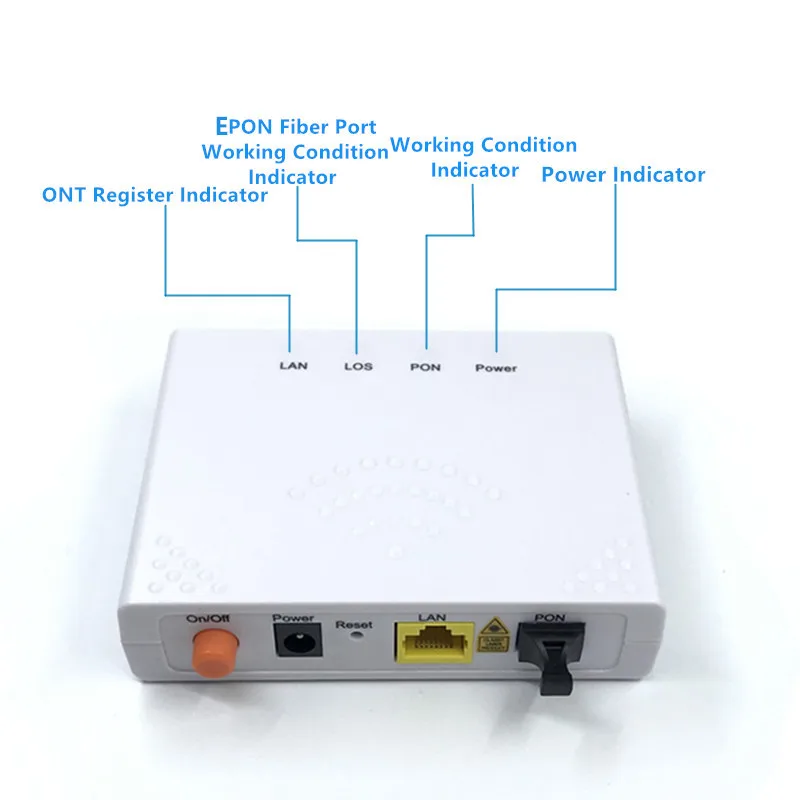 EPON Fiber Port
Working Condition
Indicator
Working Condition
Indicator
Power Indicator
ONT Register Indicator
LAN
LOS
PON
Power
On/Off
Power
Reset
LAN
PON